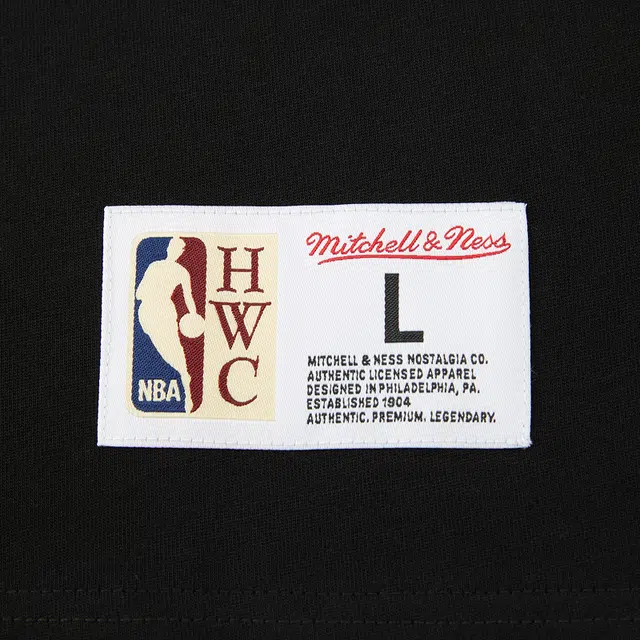 NBA
H
W
C
Mitchell & Ness
L
MITCHELL & NESS NOSTALGIA CO.
AUTHENTIC LICENSED APPAREL
DESIGNED IN PHILADELPHIA, PA.
ESTABLISHED 1904
AUTHENTIC. PREMIUM. LEGENDARY.